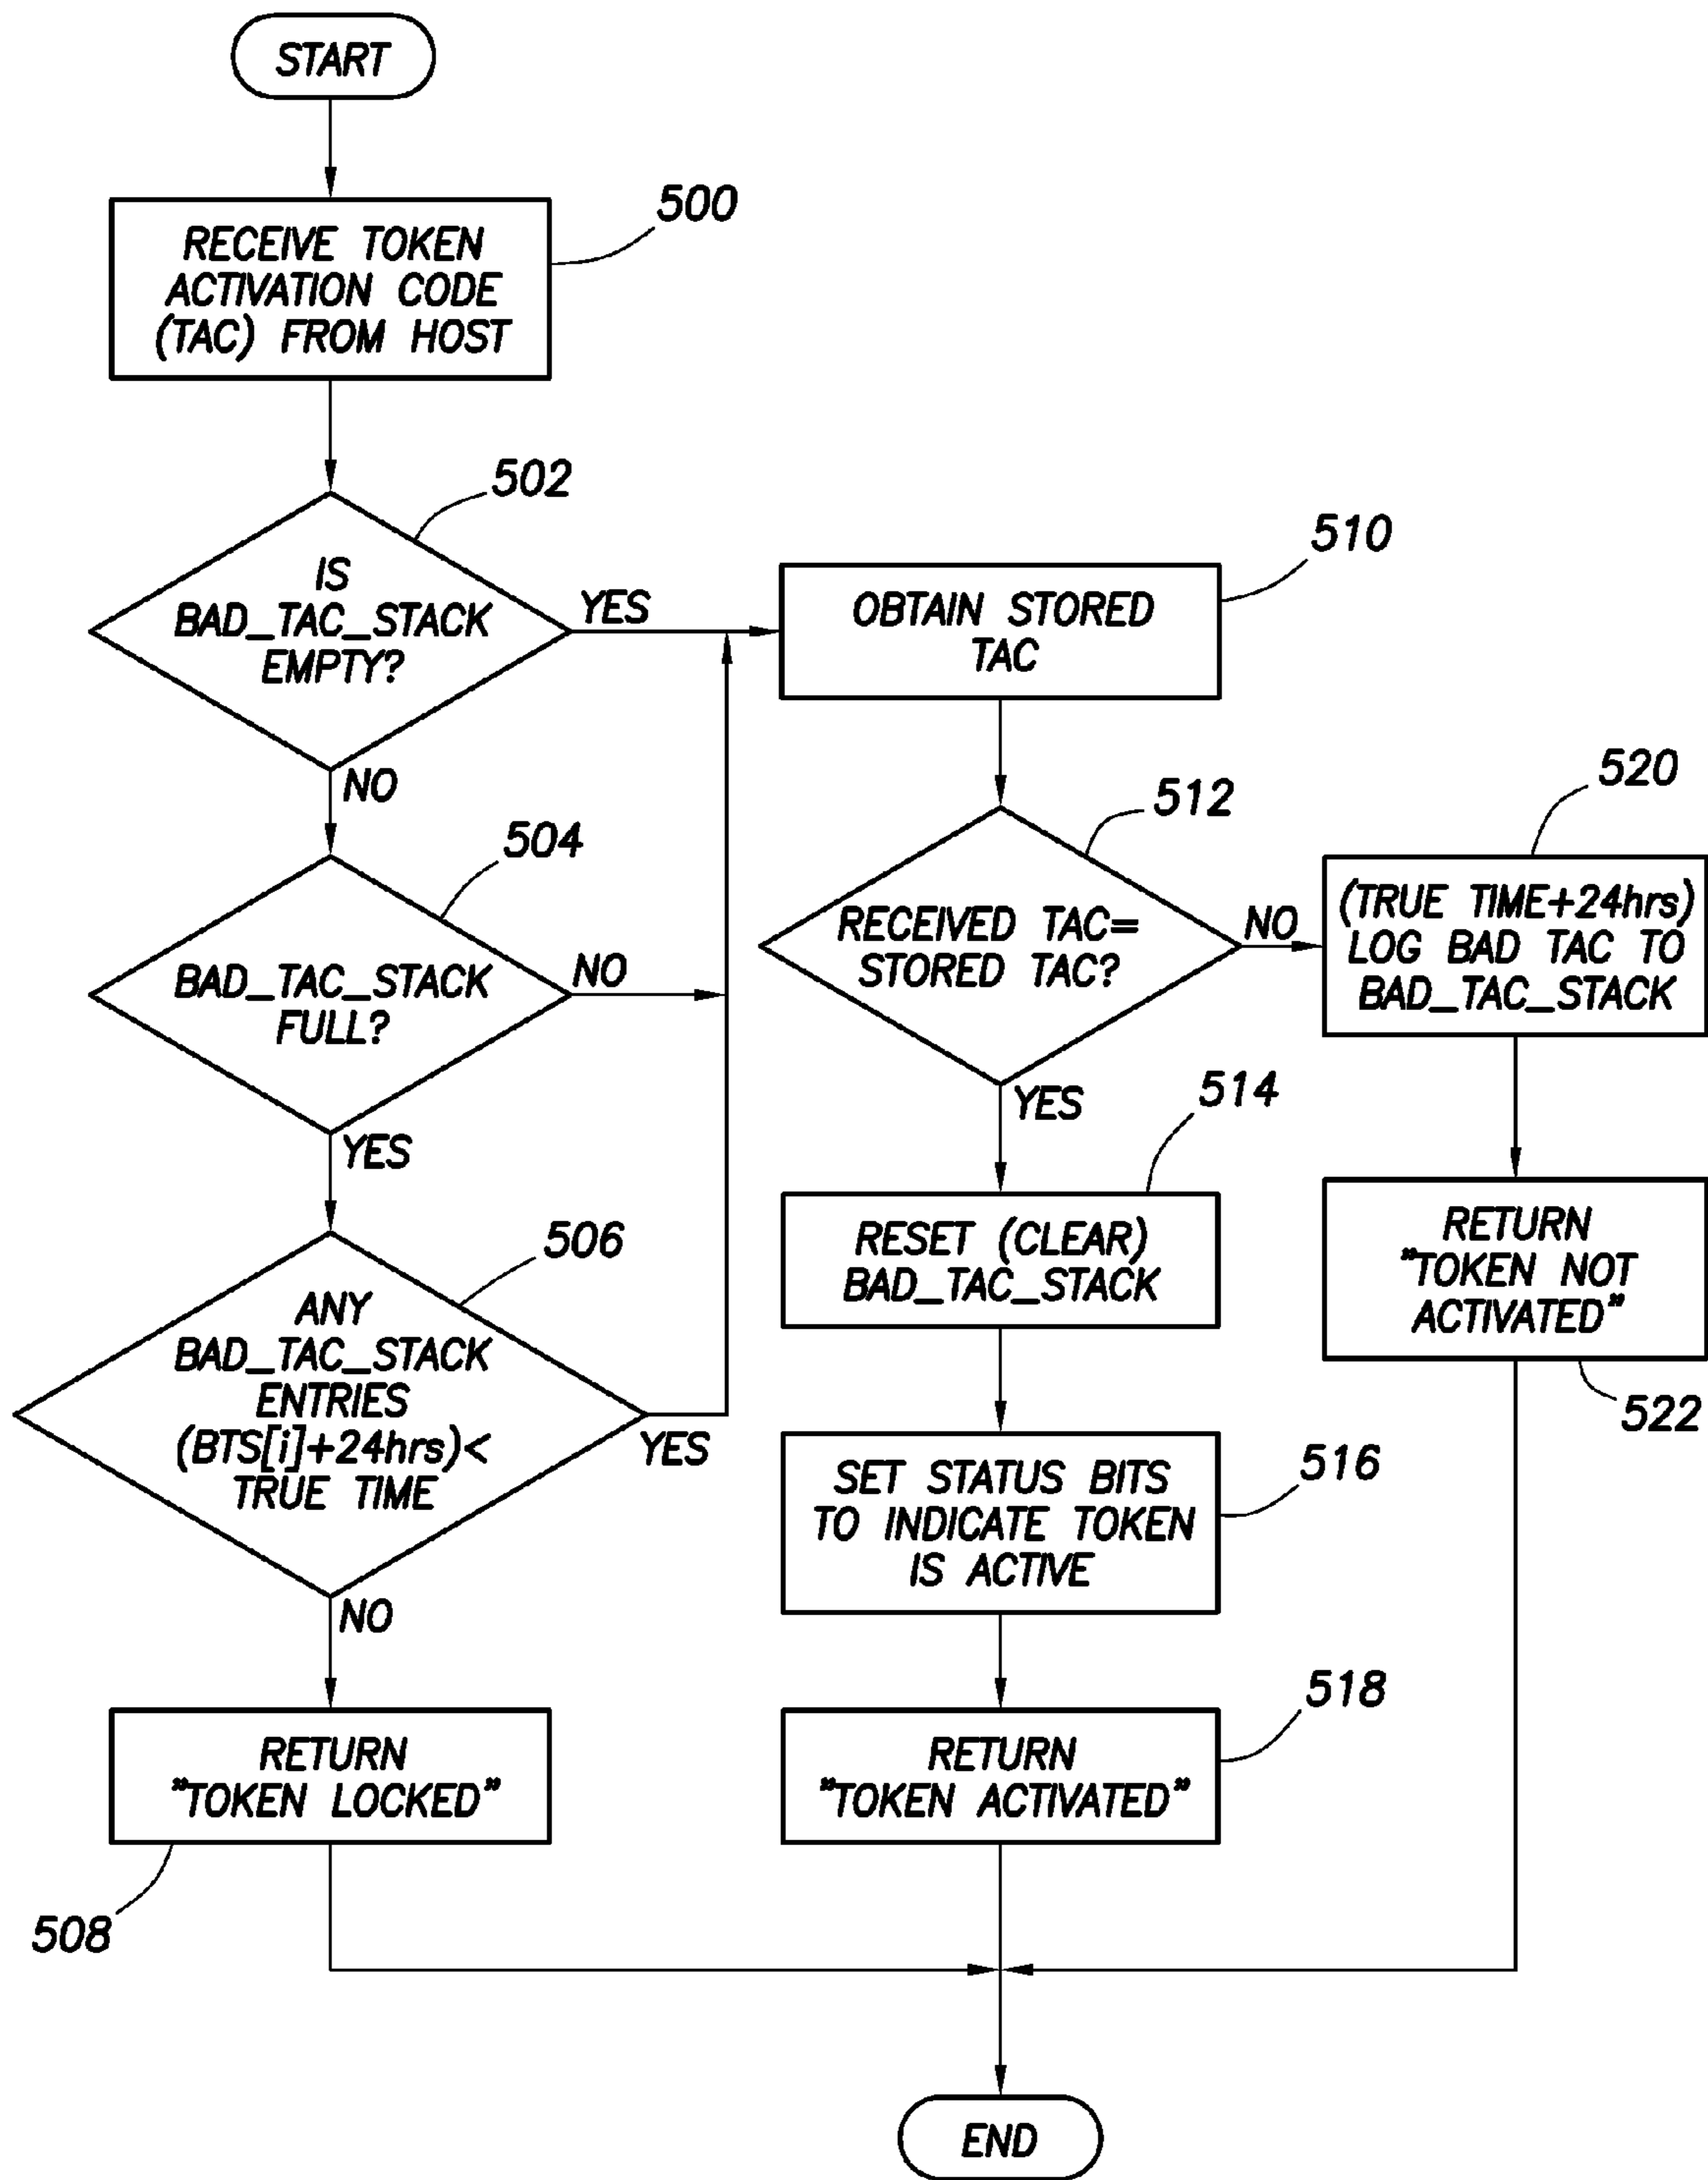 START
500
RECEIVE TOKEN
ACTIVATION CODE
(TAC) FROM HOST
502
IS
BAD_TAC_STACK
EMPTY?
YES
NO
504
BAD_TAC_STACK
FULL?
NO
YES
506
ANY
BAD_TAC_STACK
ENTRIES
(BTS[i]+24hrs)<
TRUE TIME
YES
NO
RETURN
"TOKEN LOCKED"
508
510
OBTAIN STORED
TAC
512
RECEIVED TAC=
STORED TAC?
NO
YES
514
RESET (CLEAR)
BAD_TAC_STACK
516
SET STATUS BITS
TO INDICATE TOKEN
IS ACTIVE
518
RETURN
"TOKEN ACTIVATED"
520
(TRUE TIME+24hrs)
LOG BAD TAC TO
BAD_TAC_STACK
RETURN
"TOKEN NOT
ACTIVATED"
522
END